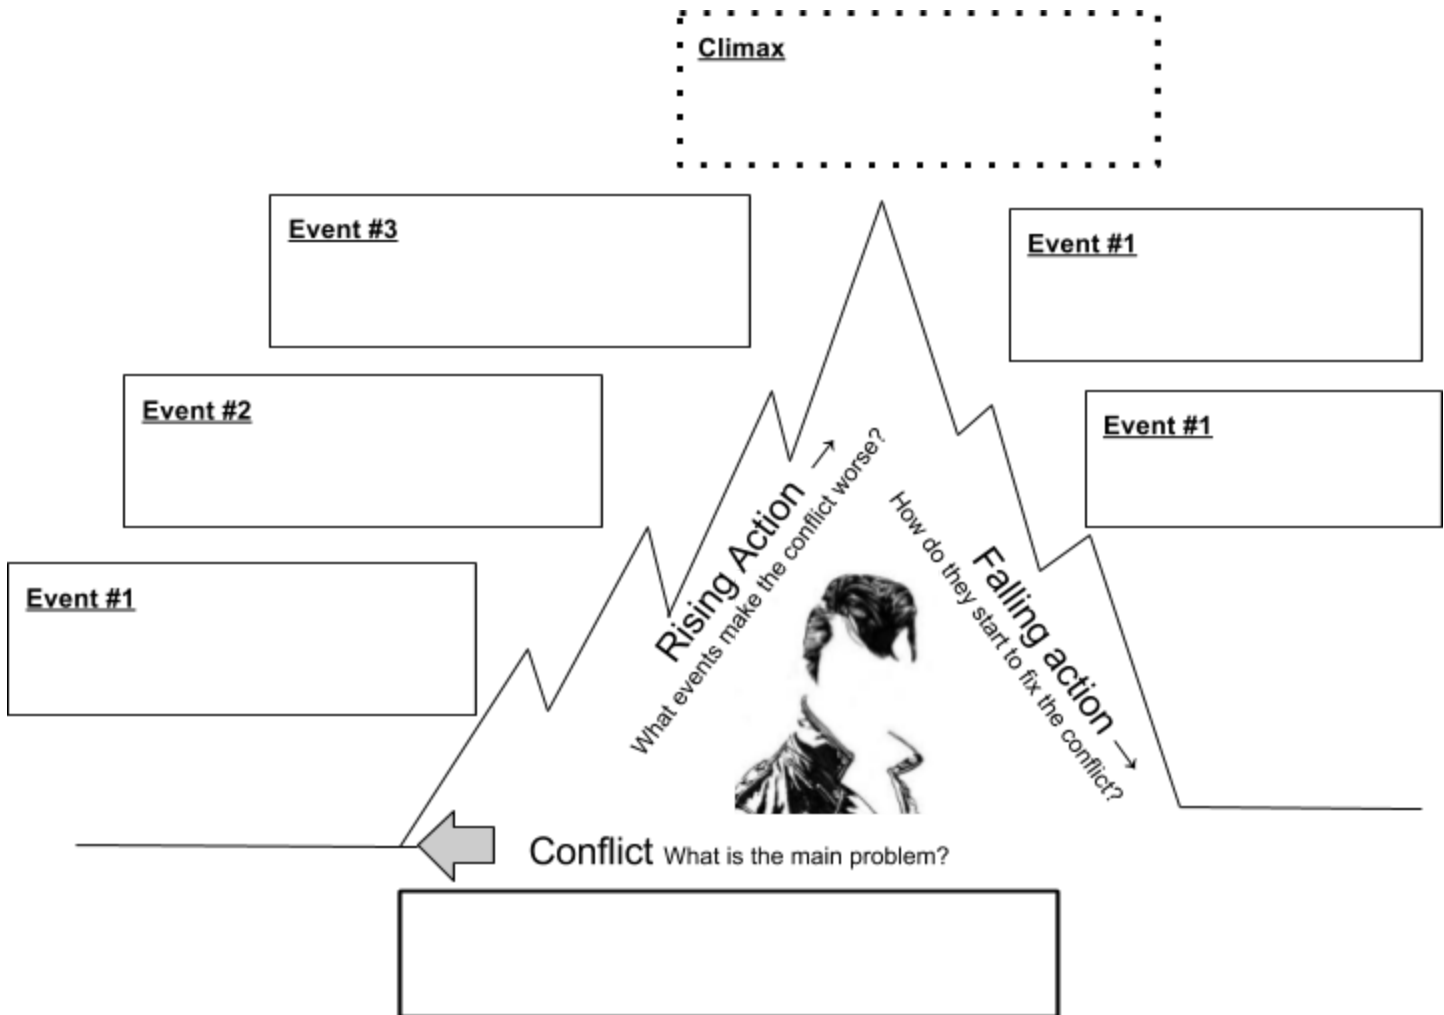 Climax
Event #3
Event #1
Event #2
Event #1
Event #1
Rising Action →
What events make the conflict worse?
Falling action →
How do they start to fix the conflict?
Conflict What is the main problem?